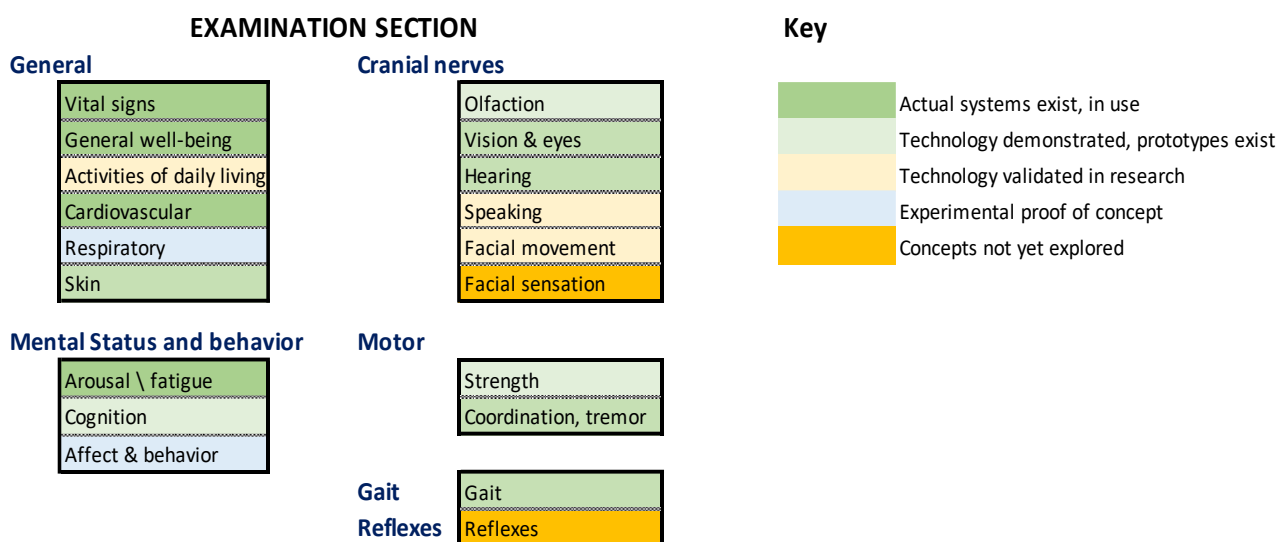 EXAMINATION SECTION
General
Vital signs
General well-being
Activities of daily living
Cardiovascular
Respiratory
Skin
Cranial nerves
Olfaction
Vision & eyes
Hearing
Speaking
Facial movement
Facial sensation
Mental Status and behavior
Arousal \ fatigue
Cognition
Affect & behavior
Motor
Strength
Coordination, tremor
Gait
Gait
Reflexes
Reflexes
Key
Actual systems exist, in use
Technology demonstrated, prototypes exist
Technology validated in research
Experimental proof of concept
Concepts not yet explored